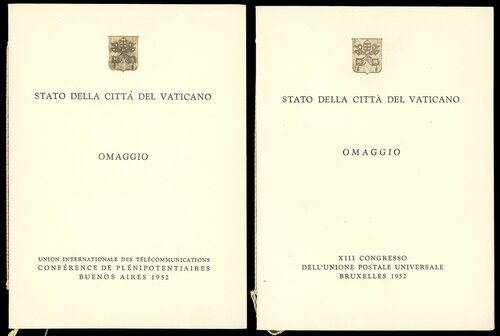 STATO DELLA CITTÀ DEL VATICANO
OMAGGIO
UNION INTERNATIONALE DES TÉLÉCOMMUNICATIONS
CONFÉRENCE DE PLÉNIPOTENTIAIRES
BUENOS AIRES 1952
STATO DELLA CITTÀ DEL VATICANO
OMAGGIO
XIII CONGRESSO
DELL'UNIONE POSTALE UNIVERSALE
BRUXELLES 1952